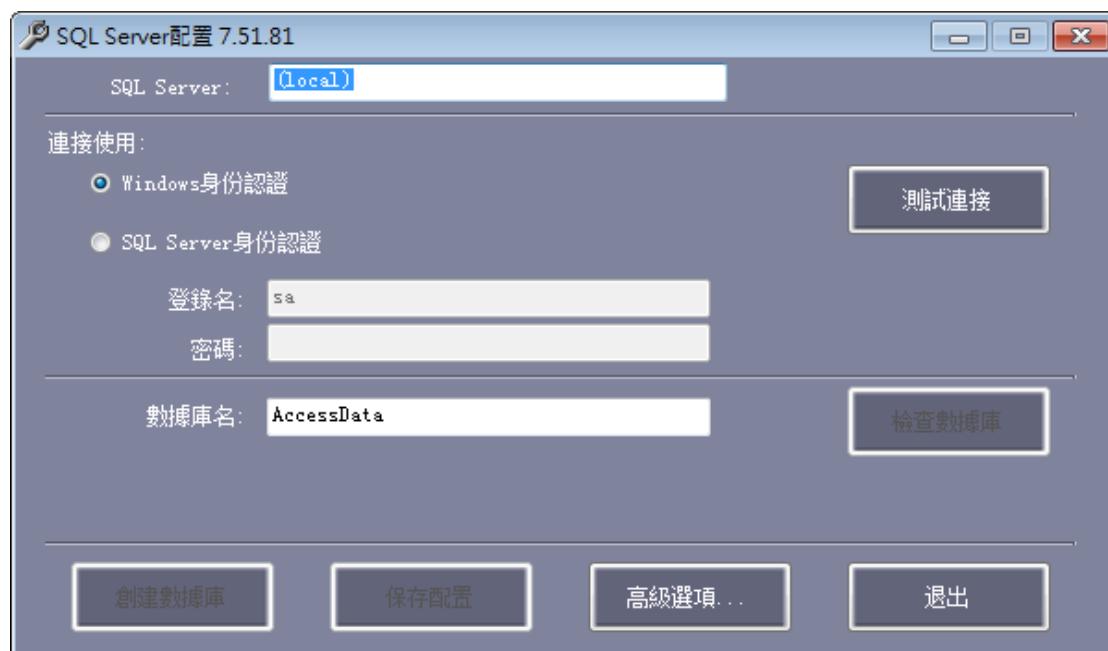 SQL Server配置 7.51.81
SQL Server:
(local)
連接使用:
Windows身份認證
測試連接
SQL Server身份認證
登錄名:
sa
密碼:
數據庫名:
AccessData
檢查數據庫
創建數據庫
保存配置
高級選項...
退出